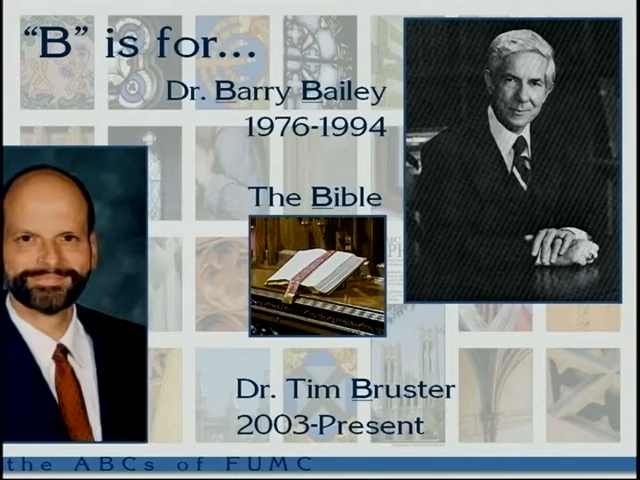 “B” is for...
Dr. Barry Bailey
1976-1994
The Bible
Dr. Tim Bruster
2003-Present
the ABCs of FUMC